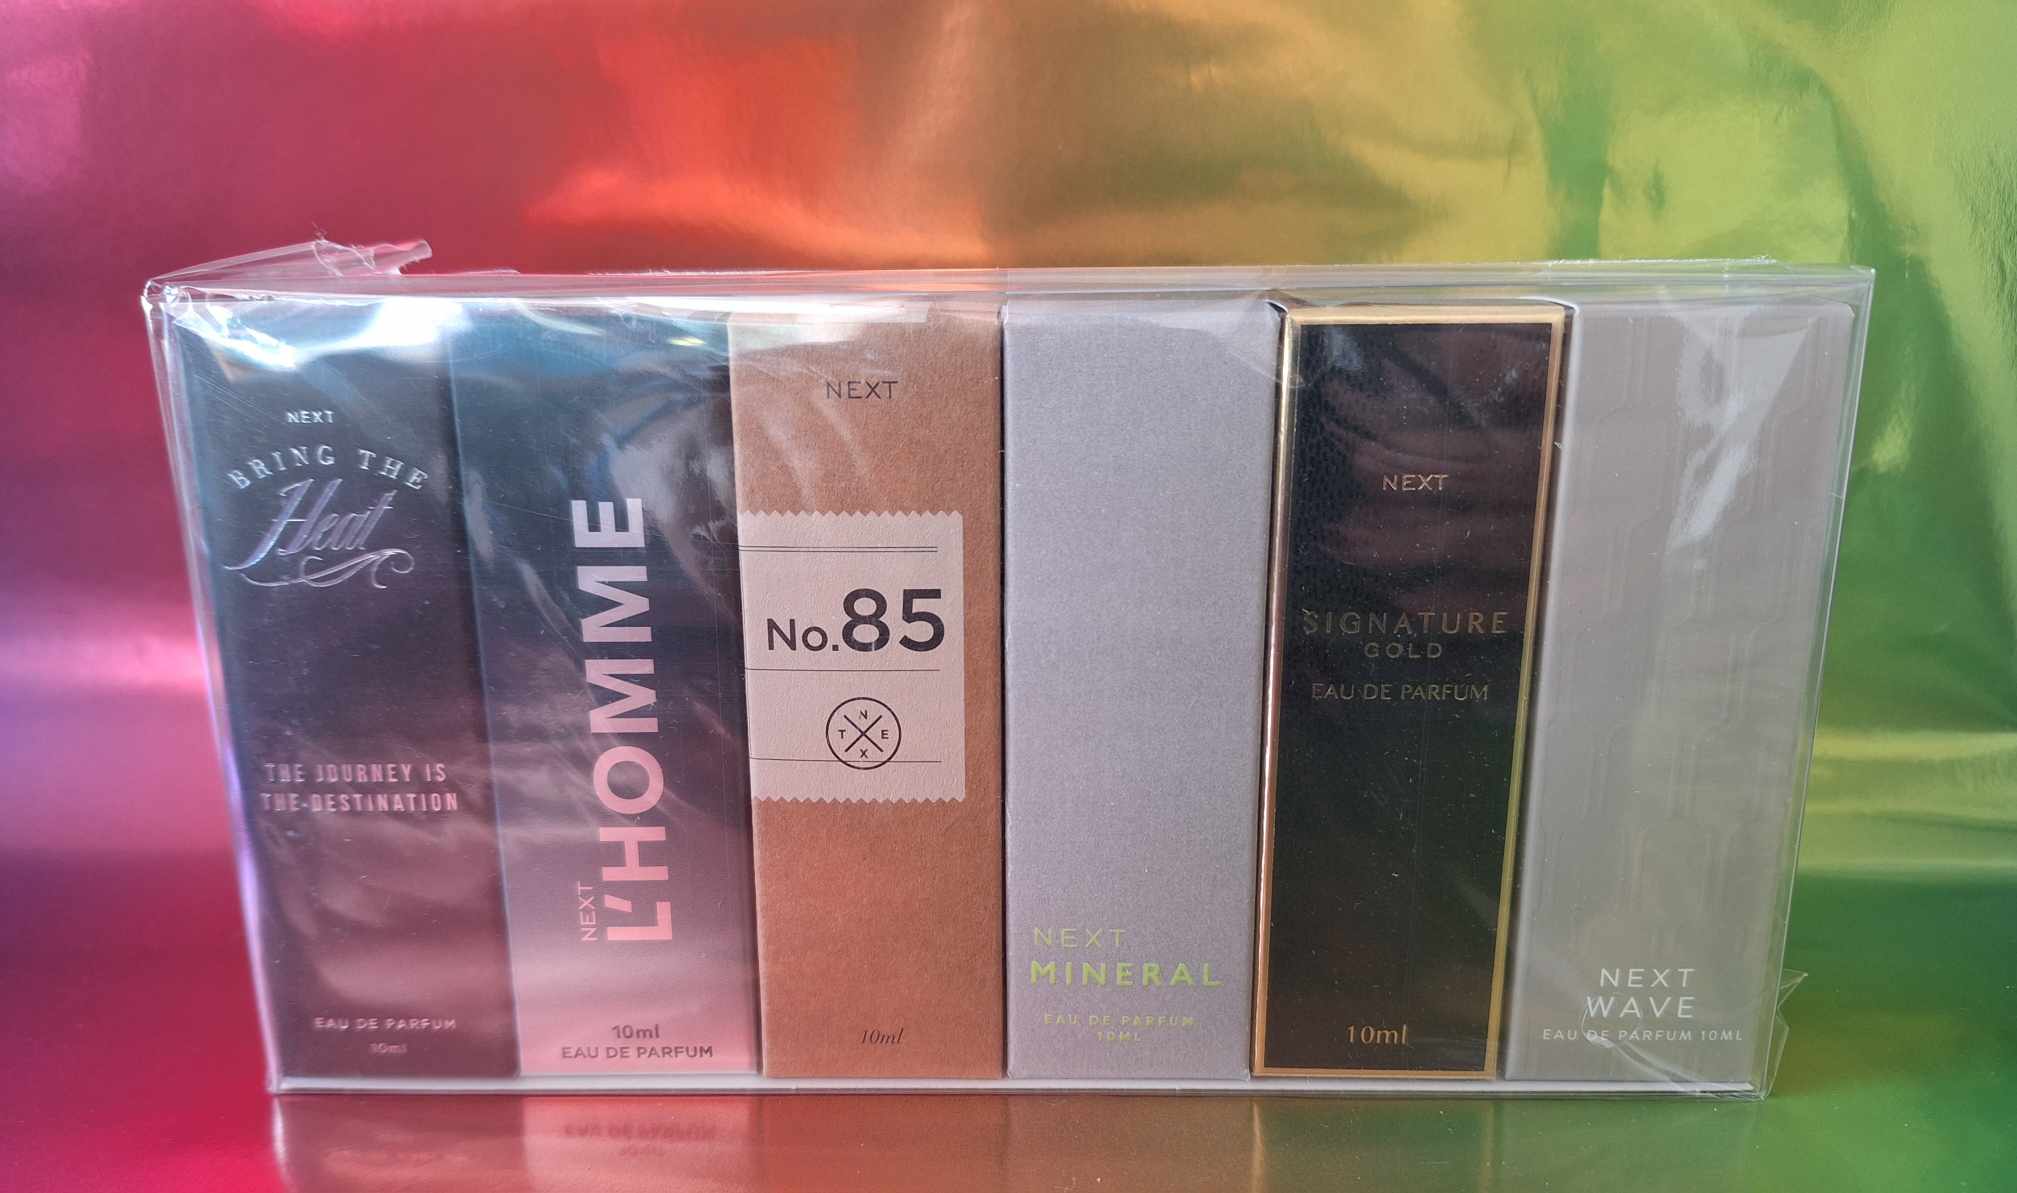 NEXT
BRING THE
Heat
THE JOURNEY IS
THE DESTINATION
EAU DE PARFUM
10ml
NEXT
L'HOMME
10ml
EAU DE PARFUM
NEXT
No.85
N
T E
X
10ml
NEXT
MINERAL
EAU DE PARFUM
10ML
NEXT
SIGNATURE
GOLD
EAU DE PARFUM
10ml
NEXT
WAVE
EAU DE PARFUM 10ML